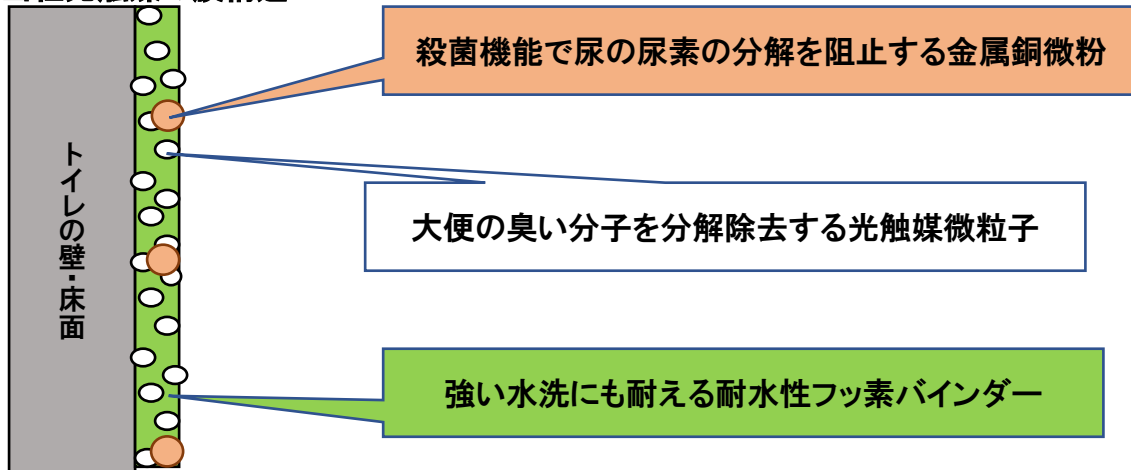 殺菌機能で尿の尿素の分解を阻止する金属銅微粉
大便の臭い分子を分解除去する光触媒微粒子
トイレの壁・床面
強い水洗にも耐える耐水性フッ素バインダー